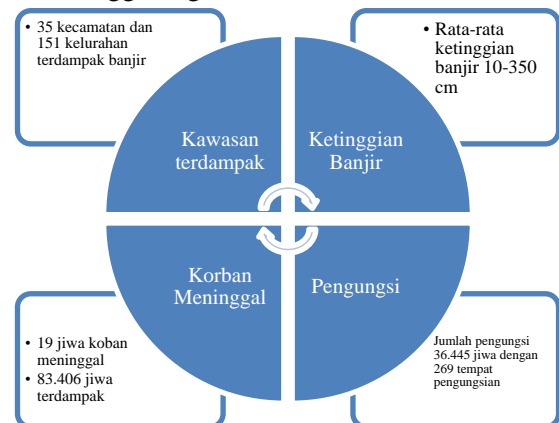 • 35 kecamatan dan
151 kelurahan
terdampak banjir
• Rata-rata
ketinggian
banjir 10-350
cm
Kawasan
terdampak
Ketinggian
Banjir
Korban
Meninggal
Pengungsi
• 19 jiwa koban
meninggal
• 83.406 jiwa
terdampak
Jumlah pengungsi
36.445 jiwa dengan
269 tempat
pengungsian